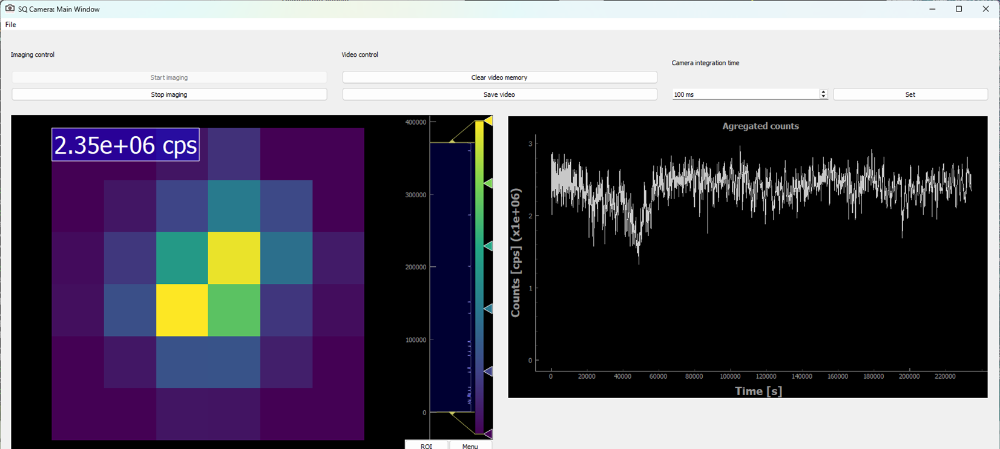 SQ Camera: Main Window
File
Imaging control
Video control
Camera integration time
Start imaging
Clear video memory
Stop imaging
Save video
100 ms
Set
2.35e+06 cps
400000
300000
200000
100000
0
ROI
Menu
Agregated counts
Counts [cps] (x1e+06)
3
2
1
0
0 20000 40000 60000 80000 100000 120000 140000 160000 180000 200000 220000
Time [s]